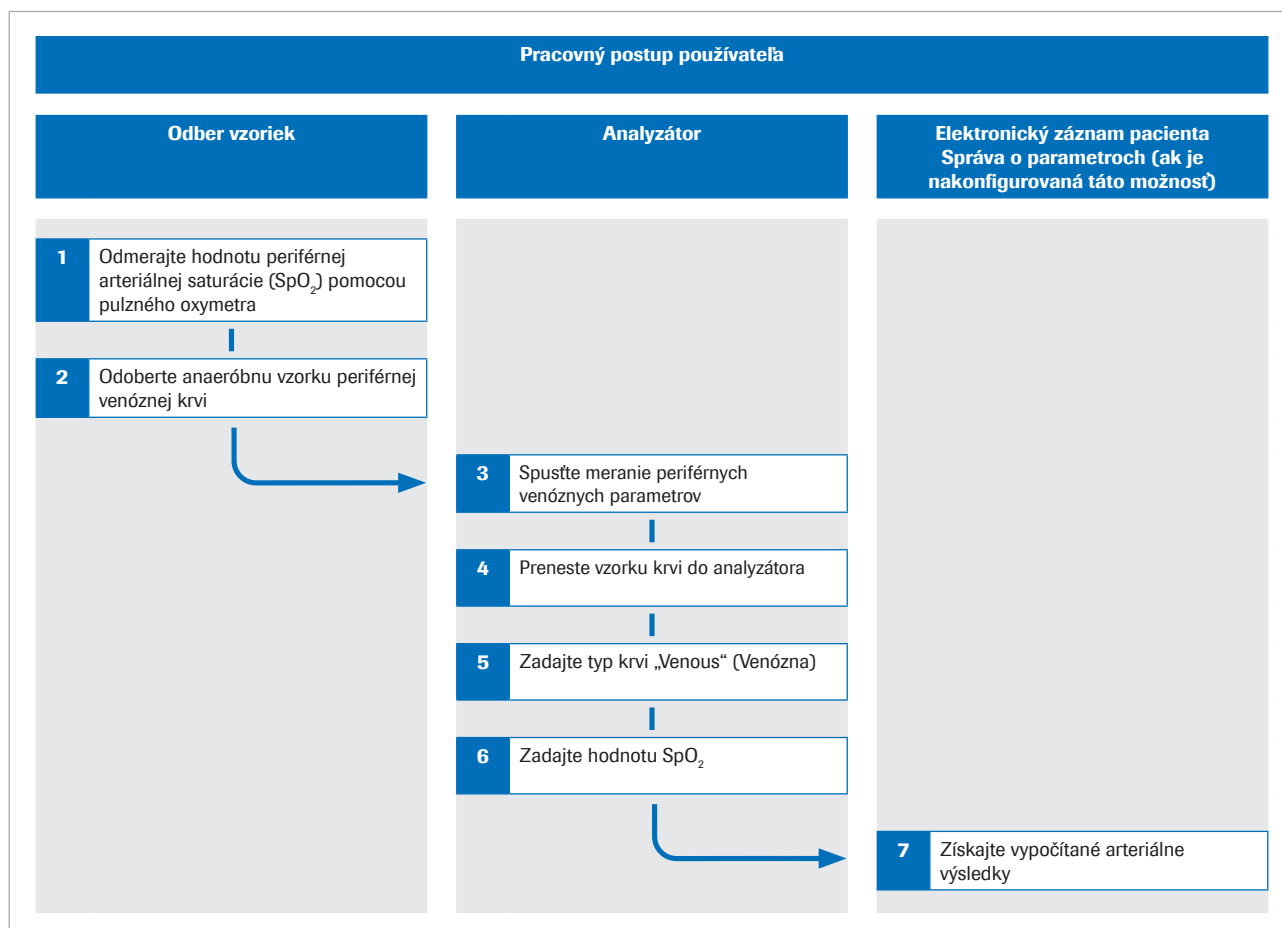 Pracovný postup používateľa
Odber vzoriek
Analyzátor
Elektronický záznam pacienta
Správa o parametroch (ak je
nakonfigurovaná táto možnosť)
1 Odmerajte hodnotu periférnej
arteriálnej saturácie (SpO₂) pomocou
pulzného oxymetra
2 Odoberte anaeróbnu vzorku periférnej
venóznej krvi
3 Spusťte meranie periférnych
venóznych parametrov
4 Preneste vzorku krvi do analyzátora
5 Zadajte typ krvi „Venous“ (Venózna)
6 Zadajte hodnotu SpO₂
7 Získajte vypočítané arteriálne
výsledky